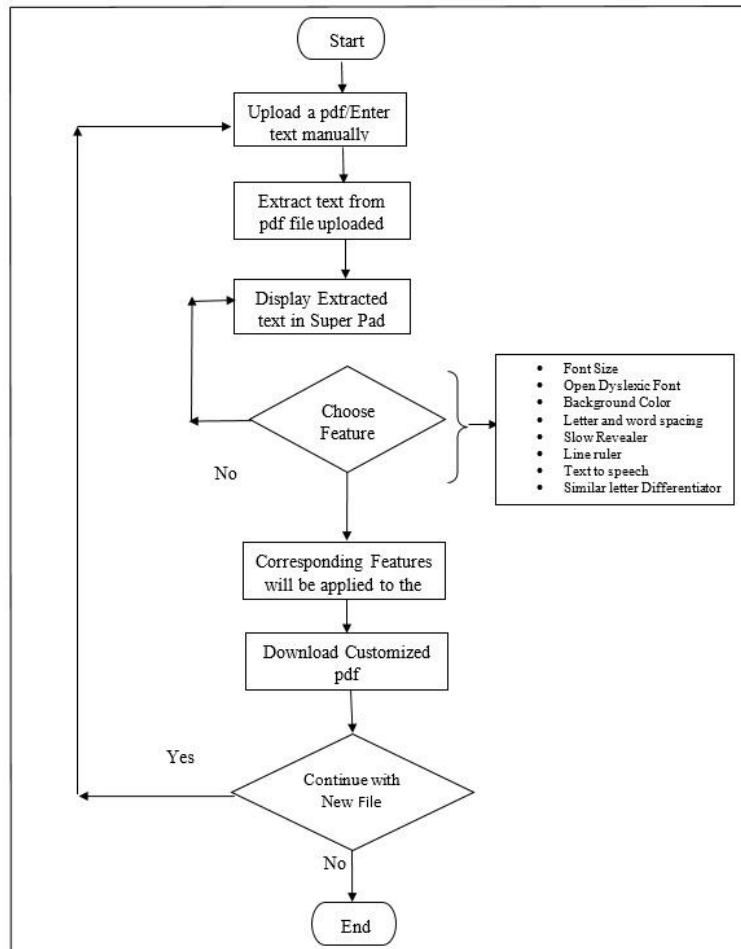 Start
Upload a pdf/Enter
text manually
Extract text from
pdf file uploaded
Display Extracted
text in Super Pad
Choose
Feature
• Font Size
• Open Dyslexic Font
• Background Color
• Letter and word spacing
• Slow Revealer
• Line ruler
• Text to speech
• Similar letter Differentiator
No
Corresponding Features
will be applied to the
Download Customized
pdf
Yes
Continue with
New File
No
End